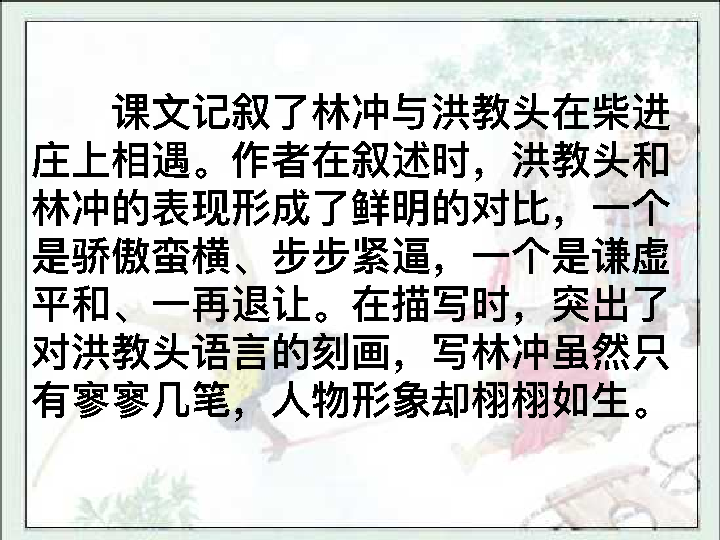 课文记叙了林冲与洪教头在柴进
庄上相遇。作者在叙述时，洪教头和
林冲的表现形成了鲜明的对比，一个
是骄傲蛮横、步步紧逼，一个是谦虚
平和、一再退让。在描写时，突出了
对洪教头语言的刻画，写林冲虽然只
有寥寥几笔，人物形象却栩栩如生。